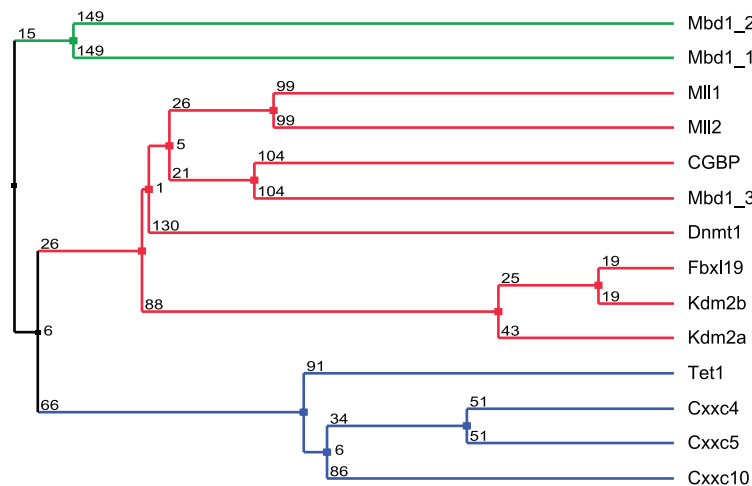 149 Mbd1_2
15
149 Mbd1_1
99 Mll1
26
99 Mll2
5
104 CGBP
21
104 Mbd1_3
1
130 Dnmt1
26
19 Fbxl19
25
88
19 Kdm2b
6
43 Kdm2a
91 Tet1
66
51 Cxxc4
34
51 Cxxc5
6
86 Cxxc10